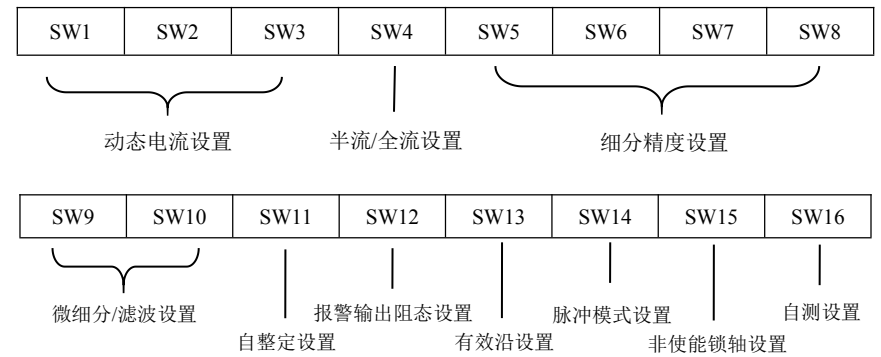 SW1 SW2 SW3 SW4 SW5 SW6 SW7 SW8
动态电流设置 半流/全流设置 细分精度设置
SW9 SW10 SW11 SW12 SW13 SW14 SW15 SW16
微细分/滤波设置 报警输出阻态设置 脉冲模式设置 自测设置
自整定设置 有效沿设置 非使能锁轴设置